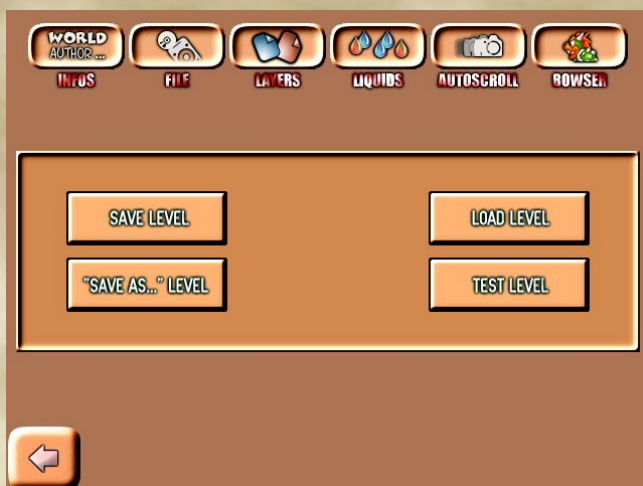 WORLD
AUTHOR ...
INFOS FILE LAYERS LIQUIDS AUTOSCROLL BOWSER
SAVE LEVEL LOAD LEVEL
"SAVE AS..." LEVEL TEST LEVEL